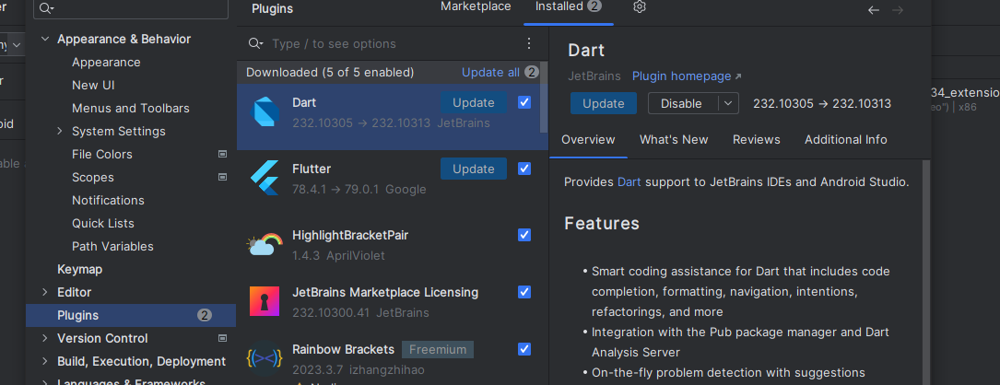 er
Plugins
Marketplace
Installed 2
Appearance & Behavior
Appearance
New UI
Menus and Toolbars
System Settings
File Colors
Scopes
Notifications
Quick Lists
Path Variables
Keymap
Editor
Plugins 2
Version Control
Build, Execution, Deployment
Languages & Frameworks
Type / to see options
Downloaded (5 of 5 enabled) Update all 2
Dart Update
232.10305 → 232.10313 JetBrains
Flutter Update
78.4.1 → 79.0.1 Google
HighlightBracketPair
1.4.3 AprilViolet
JetBrains Marketplace Licensing
232.10300.41 JetBrains
Rainbow Brackets Freemium
2023.3.7 izhangzhihao
Dart
JetBrains Plugin homepage ↗
Update Disable 232.10305 → 232.10313
Overview What's New Reviews Additional Info
Provides Dart support to JetBrains IDEs and Android Studio.
Features
• Smart coding assistance for Dart that includes code
completion, formatting, navigation, intentions,
refactorings, and more
• Integration with the Pub package manager and Dart
Analysis Server
• On-the-fly problem detection with suggestions
34_extension
eo") | x86
oid
able